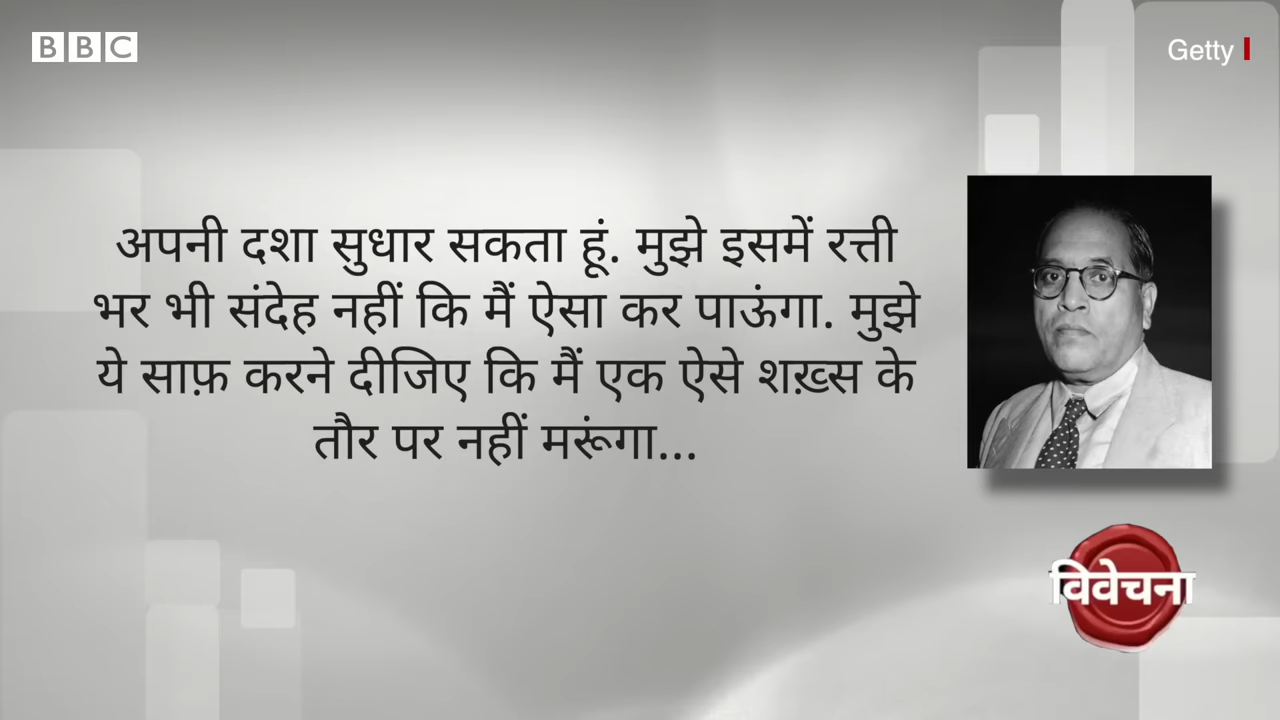 BBC
Getty
अपनी दशा सुधार सकता हूं. मुझे इसमें रत्ती
भर भी संदेह नहीं कि मैं ऐसा कर पाऊंगा. मुझे
ये साफ़ करने दीजिए कि मैं एक ऐसे शख़्स के
तौर पर नहीं मरूंगा...
विवेचना